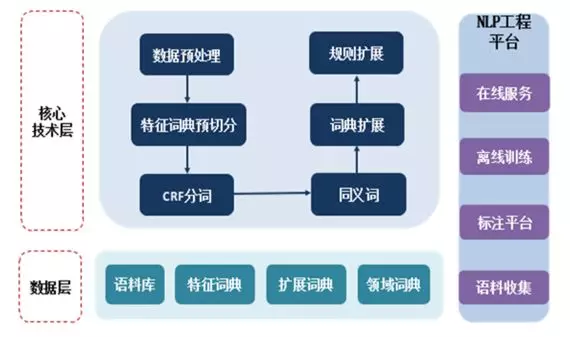 核心
技术层
数据预处理
特征词典预切分
CRF分词
同义词
词典扩展
规则扩展
数据层
语料库
特征词典
扩展词典
领域词典
NLP工程
平台
在线服务
离线训练
标注平台
语料收集